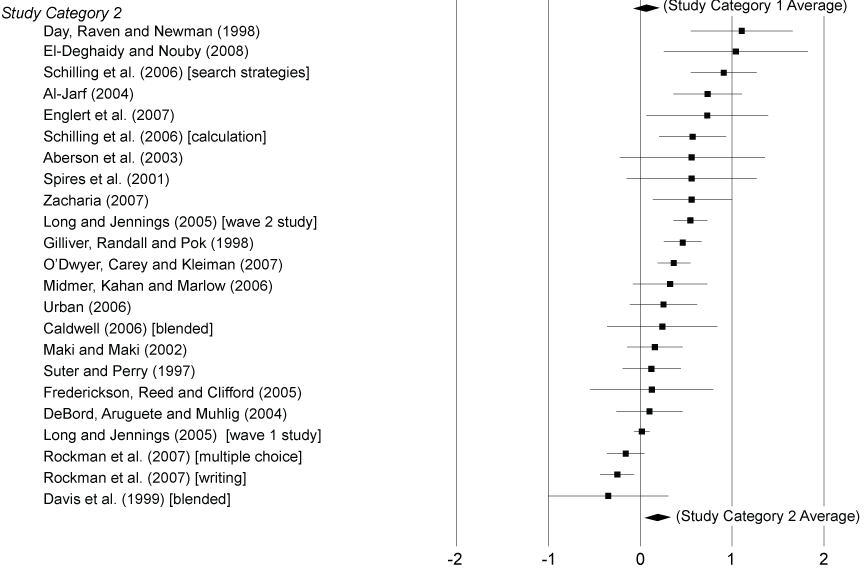 (Study Category 1 Average)
Study Category 2
Day, Raven and Newman (1998)
El-Deghaidy and Nouby (2008)
Schilling et al. (2006) [search strategies]
Al-Jarf (2004)
Englert et al. (2007)
Schilling et al. (2006) [calculation]
Aberson et al. (2003)
Spires et al. (2001)
Zacharia (2007)
Long and Jennings (2005) [wave 2 study]
Gilliver, Randall and Pok (1998)
O’Dwyer, Carey and Kleiman (2007)
Midmer, Kahan and Marlow (2006)
Urban (2006)
Caldwell (2006) [blended]
Maki and Maki (2002)
Suter and Perry (1997)
Frederickson, Reed and Clifford (2005)
DeBord, Aruguete and Muhlig (2004)
Long and Jennings (2005) [wave 1 study]
Rockman et al. (2007) [multiple choice]
Rockman et al. (2007) [writing]
Davis et al. (1999) [blended]
(Study Category 2 Average)
-2 -1 0 1 2